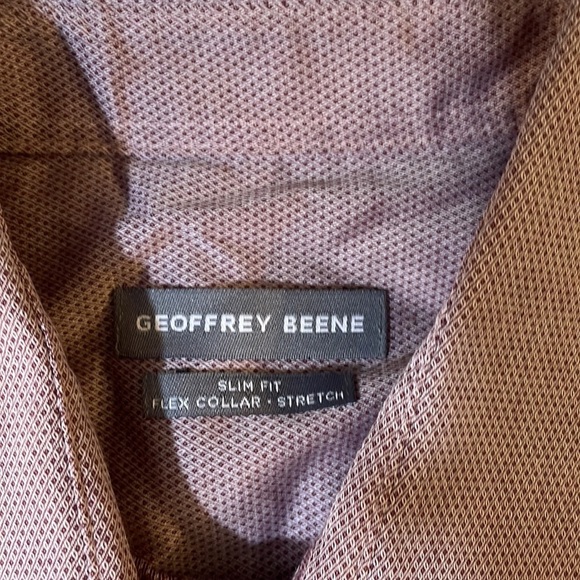 GEOFFREY BEENE
SLIM FIT
FLEX COLLAR • STRETCH